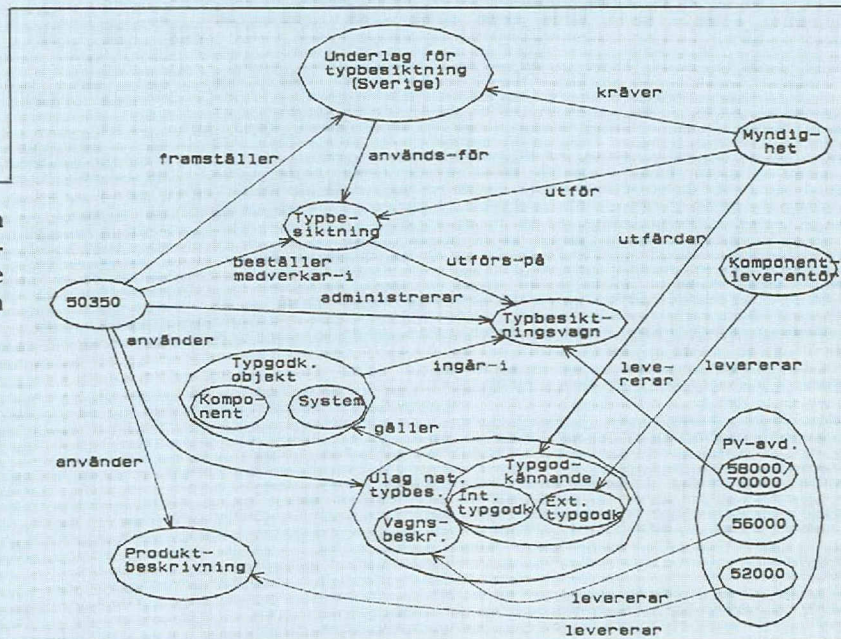 Underlag för
typbesiktning
(Sverige)
kräver
Myndig-
het
framställer
används-för
utför
Typbe-
siktning
utfärdar
beställer
medverkar-i
utförs-på
Komponent-
leverantör
50350
administrerar
Typbesikt-
ningsvagn
använder
Typgodk.
objekt
ingår-i
leve-
rerar
levererar
Kompo-
nent
System
gäller
PV-avd.
använder
Ulag nat.
typbes.
Typgod-
kännande
58000/
70000
Int.
typgodk
Ext.
typgodk
Vagns-
beskr.
56000
Produkt-
beskrivning
52000
levererar
levererar